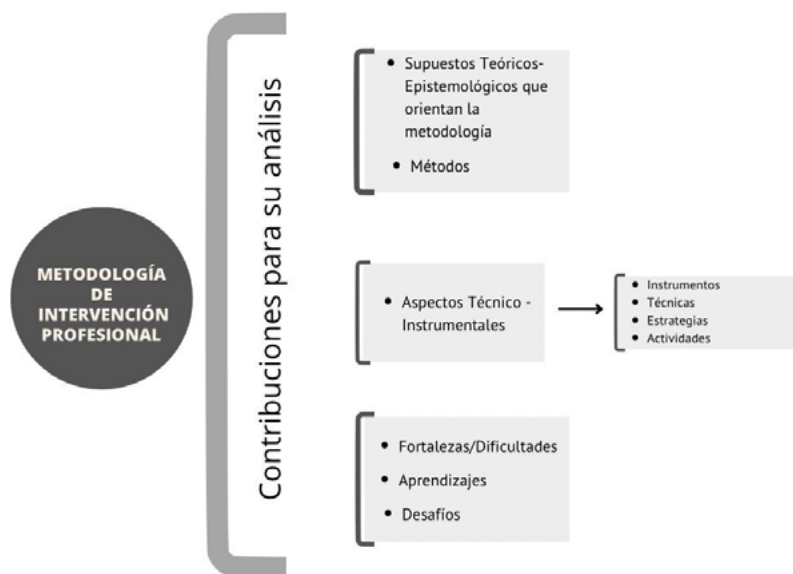 METODOLOGÍA
DE
INTERVENCIÓN
PROFESIONAL
Contribuciones para su análisis
• Supuestos Teóricos-
Epistemológicos que
orientan la
metodología
• Métodos
• Aspectos Técnico -
Instrumentales
• Instrumentos
• Técnicas
• Estrategias
• Actividades
• Fortalezas/Dificultades
• Aprendizajes
• Desafíos